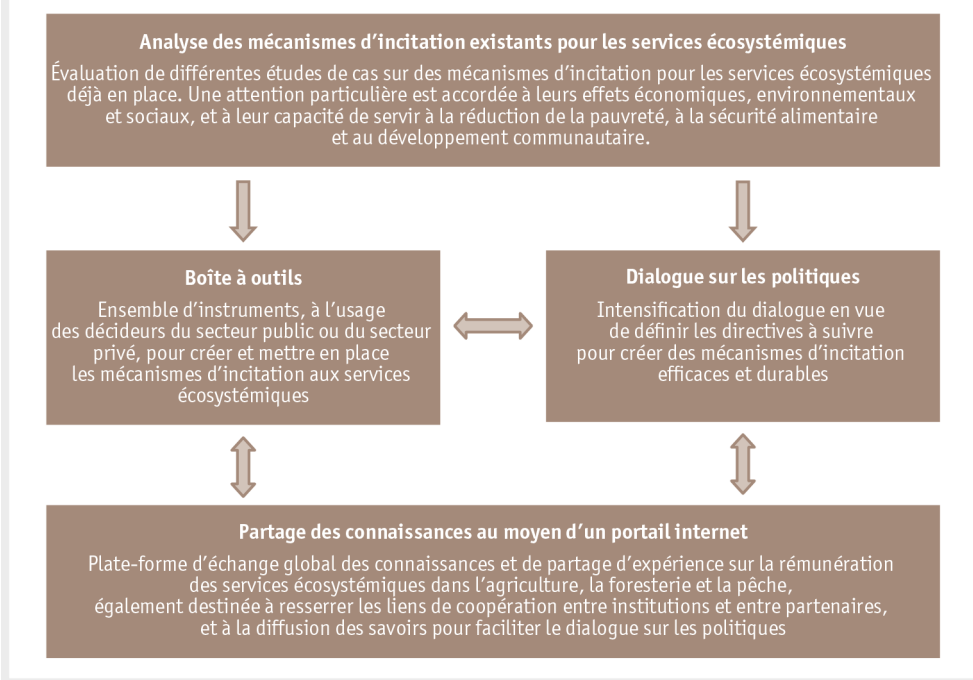 Analyse des mécanismes d’incitation existants pour les services écosystémiques
Évaluation de différentes études de cas sur des mécanismes d’incitation pour les services écosystémiques
déjà en place. Une attention particulière est accordée à leurs effets économiques, environnementaux
et sociaux, et à leur capacité de servir à la réduction de la pauvreté, à la sécurité alimentaire
et au développement communautaire.
Boîte à outils
Ensemble d’instruments, à l’usage
des décideurs du secteur public ou du secteur
privé, pour créer et mettre en place
les mécanismes d’incitation aux services
écosystémiques
Dialogue sur les politiques
Intensification du dialogue en vue
de définir les directives à suivre
pour créer des mécanismes d’incitation
efficaces et durables
Partage des connaissances au moyen d’un portail internet
Plate-forme d’échange global des connaissances et de partage d’expérience sur la rémunération
des services écosystémiques dans l’agriculture, la foresterie et la pêche,
également destinée à resserrer les liens de coopération entre institutions et entre partenaires,
et à la diffusion des savoirs pour faciliter le dialogue sur les politiques